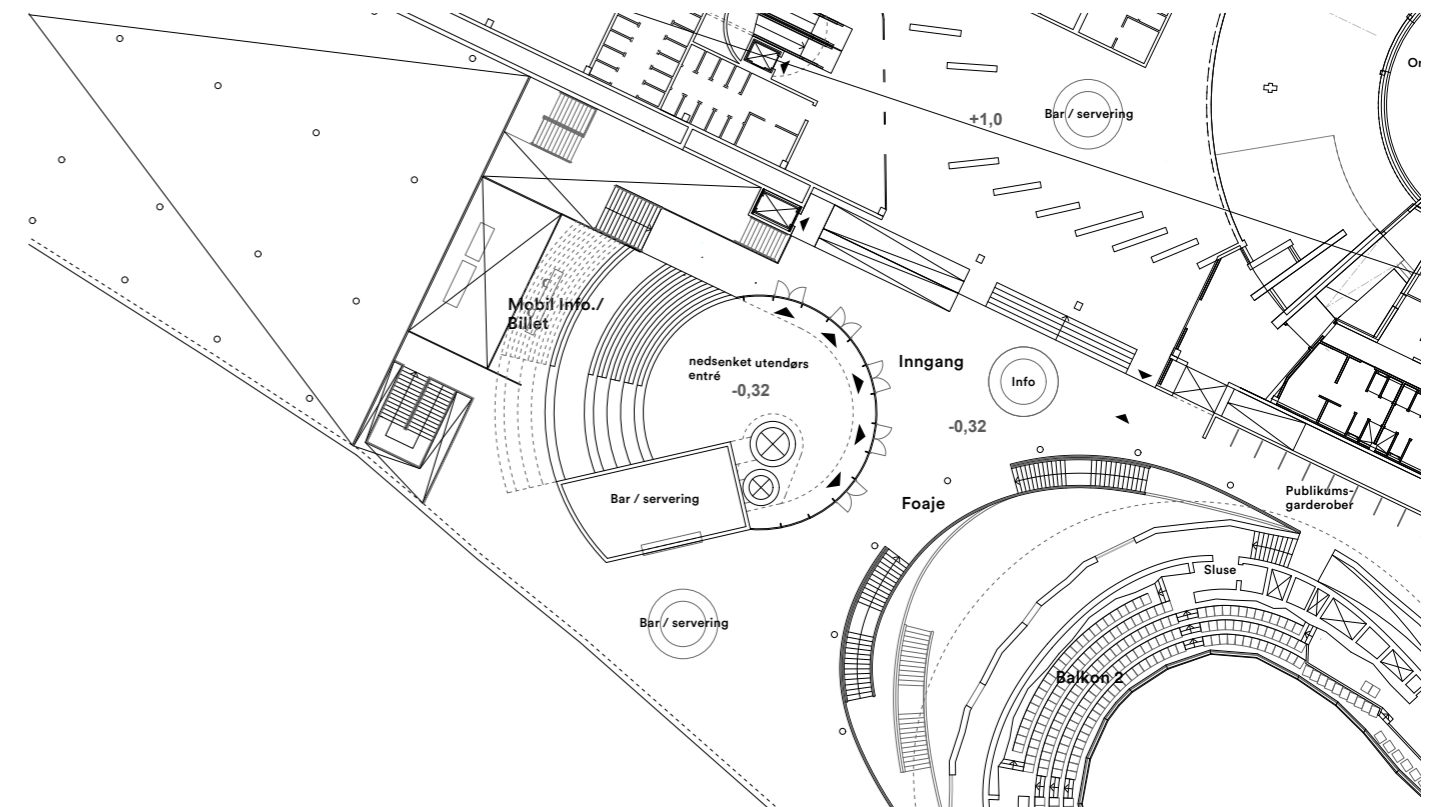 Or
+1,0
Bar / servering
Mobil Info./
Billet
nedsenket utendørs
entré
-0,32
Inngang
Info
-0,32
Bar / servering
Foaje
Publikums-
garderober
Sluse
Bar / servering
Balkon 2